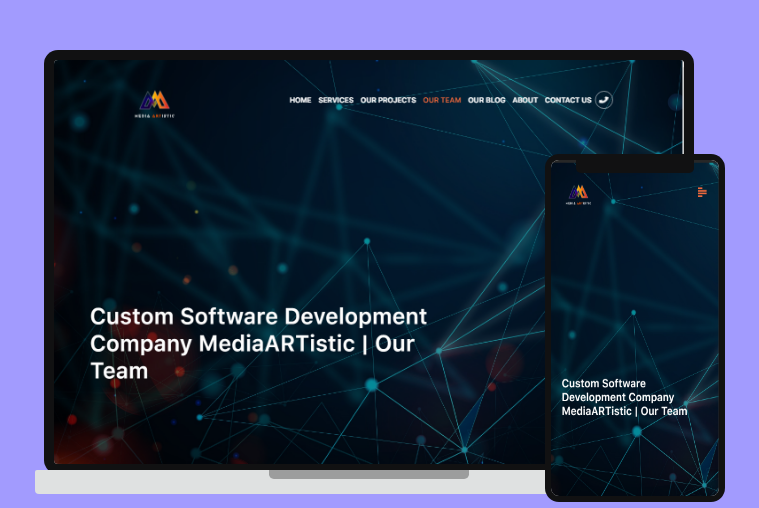 HOME SERVICES OUR PROJECTS OUR TEAM OUR BLOG ABOUT CONTACT US
MEDIA ARTISTIC
Custom Software Development
Company MediaARTistic | Our
Team
MEDIA ARTISTIC
Custom Software
Development Company
MediaARTistic | Our Team